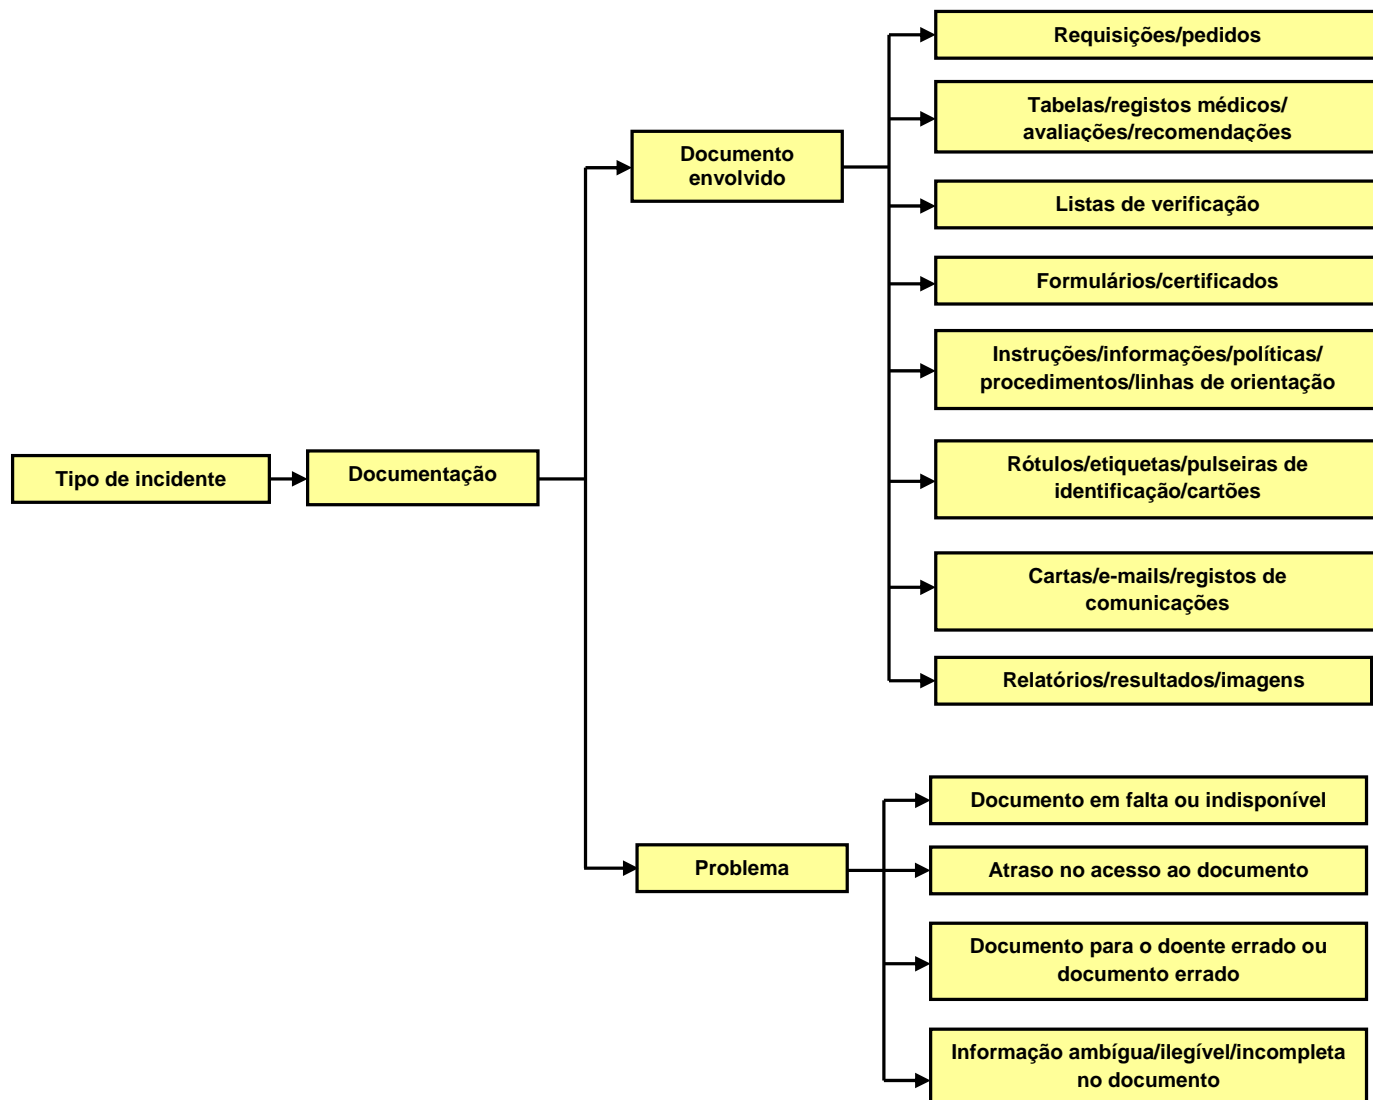 Tipo de incidente
Documentação
Documento
envolvido
Requisições/pedidos
Tabelas/registos médicos/
avaliações/recomendações
Listas de verificação
Formulários/certificados
Instruções/informações/políticas/
procedimentos/linhas de orientação
Rótulos/etiquetas/pulseiras de
identificação/cartões
Cartas/e-mails/registos de
comunicações
Relatórios/resultados/imagens
Problema
Documento em falta ou indisponível
Atraso no acesso ao documento
Documento para o doente errado ou
documento errado
Informação ambígua/ilegível/incompleta
no documento